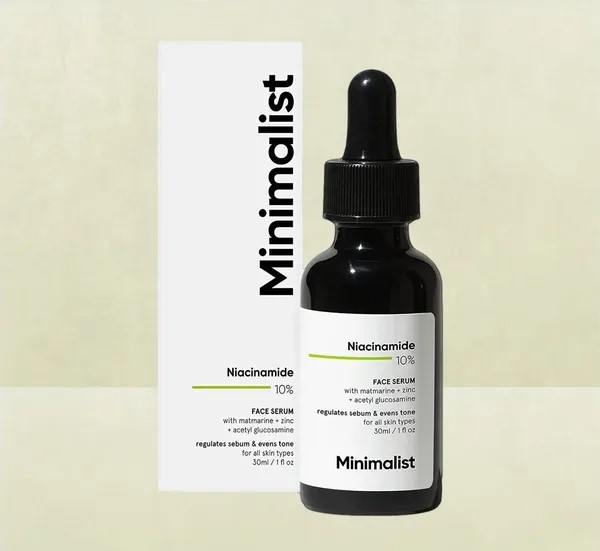 Minimalist
Niacinamide
10%
FACE SERUM
with matmarine + zinc
+ acetyl glucosamine
regulates sebum & evens tone
for all skin types
30ml / 1 fl oz
Niacinamide
10%
FACE SERUM
with matmarine + zinc
+ acetyl glucosamine
regulates sebum & evens tone
for all skin types
30ml / 1 fl oz
Minimalist